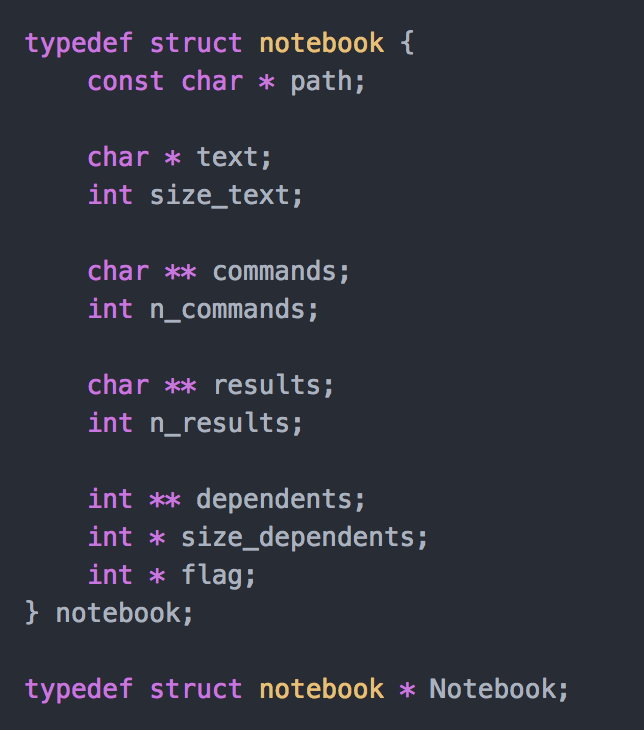 typedef struct notebook {
    const char * path;

    char * text;
    int size_text;

    char ** commands;
    int n_commands;

    char ** results;
    int n_results;

    int ** dependents;
    int * size_dependents;
    int * flag;
} notebook;

typedef struct notebook * Notebook;